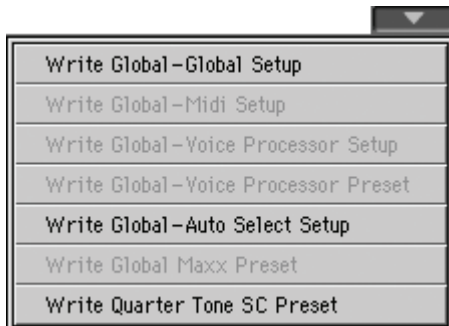 Write Global-Global Setup
Write Global-Midi Setup
Write Global-Voice Processor Setup
Write Global-Voice Processor Preset
Write Global-Auto Select Setup
Write Global Maxx Preset
Write Quarter Tone SC Preset